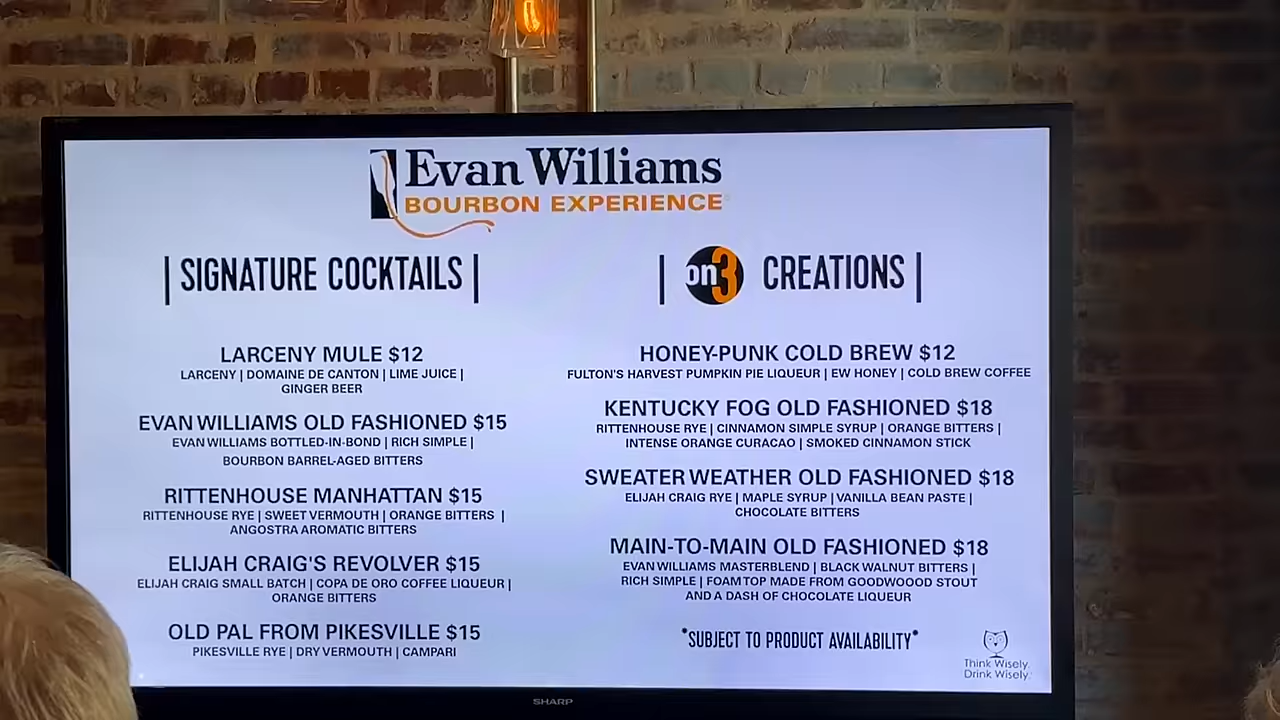 Evan Williams
BOURBON EXPERIENCE
| SIGNATURE COCKTAILS |
LARCENY MULE $12
LARCENY | DOMAINE DE CANTON | LIME JUICE |
GINGER BEER
EVAN WILLIAMS OLD FASHIONED $15
EVAN WILLIAMS BOTTLED-IN-BOND | RICH SIMPLE |
BOURBON BARREL-AGED BITTERS
RITTENHOUSE MANHATTAN $15
RITTENHOUSE RYE | SWEET VERMOUTH | ORANGE BITTERS |
ANGOSTRA AROMATIC BITTERS
ELIJAH CRAIG'S REVOLVER $15
ELIJAH CRAIG SMALL BATCH | COPA DE ORO COFFEE LIQUEUR |
ORANGE BITTERS
OLD PAL FROM PIKESVILLE $15
PIKESVILLE RYE | DRY VERMOUTH | CAMPARI
| on3 CREATIONS |
HONEY-PUNK COLD BREW $12
FULTON'S HARVEST PUMPKIN PIE LIQUEUR | EW HONEY | COLD BREW COFFEE
KENTUCKY FOG OLD FASHIONED $18
RITTENHOUSE RYE | CINNAMON SIMPLE SYRUP | ORANGE BITTERS |
INTENSE ORANGE CURACAO | SMOKED CINNAMON STICK
SWEATER WEATHER OLD FASHIONED $18
ELIJAH CRAIG RYE | MAPLE SYRUP | VANILLA BEAN PASTE |
CHOCOLATE BITTERS
MAIN-TO-MAIN OLD FASHIONED $18
EVAN WILLIAMS MASTERBLEND | BLACK WALNUT BITTERS |
RICH SIMPLE | FOAM TOP MADE FROM GOODWOOOD STOUT
AND A DASH OF CHOCOLATE LIQUEUR
*SUBJECT TO PRODUCT AVAILABILITY*
Think Wisely.
Drink Wisely.
SHARP